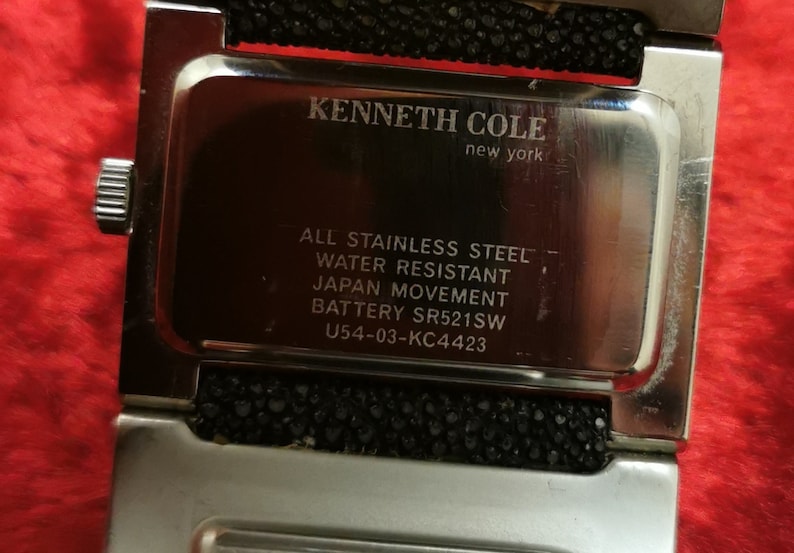 KENNETH COLE
new york
ALL STAINLESS STEEL
WATER RESISTANT
JAPAN MOVEMENT
BATTERY SR521SW
U54-03-KC4423